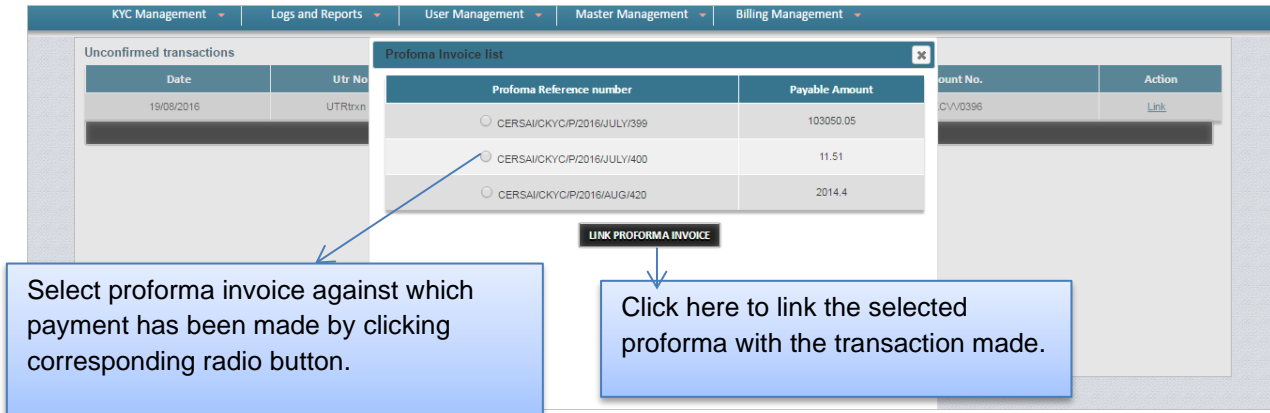 KYC Management Logs and Reports User Management Master Management Billing Management
Unconfirmed transactions
Profoma Invoice list
Date Utr No Profoma Reference number Payable Amount ount No. Action
19/08/2016 UTRtrxn CERSAI/CKYC/P/2016/JULY/399 103050.05 Link
CERSAI/CKYC/P/2016/JULY/400 11.51
CERSAI/CKYC/P/2016/AUG/420 2014.4
LINK PROFORMA INVOICE
Select proforma invoice against which
payment has been made by clicking
corresponding radio button.
Click here to link the selected
proforma with the transaction made.